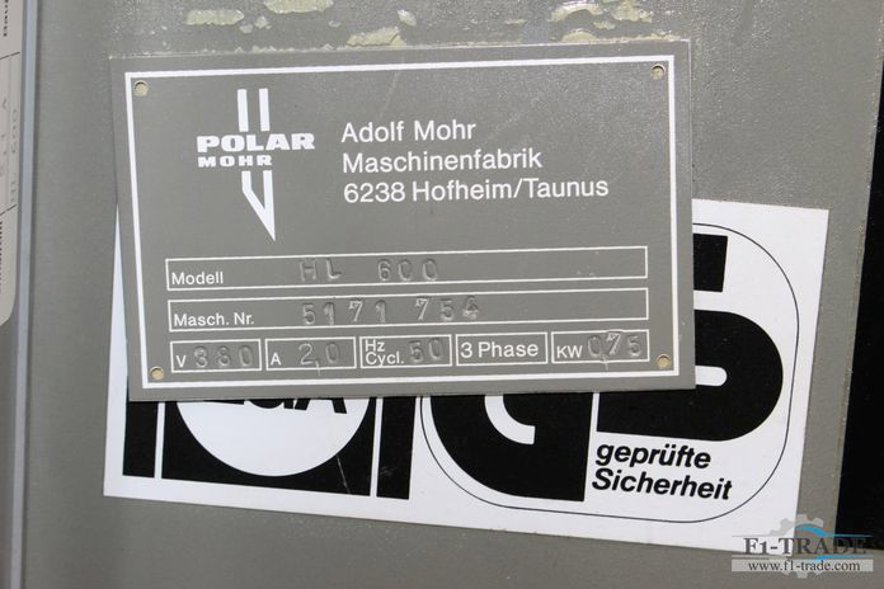 POLAR
MOHR
Adolf Mohr
Maschinenfabrik
6238 Hofheim/Taunus
Modell HL 600
Masch. Nr. 5171 754
V 380 A 2,0 Hz Cycl. 50 3 Phase KW 0,75
geprüfte
Sicherheit
F1-TRADE
www.f1-trade.com